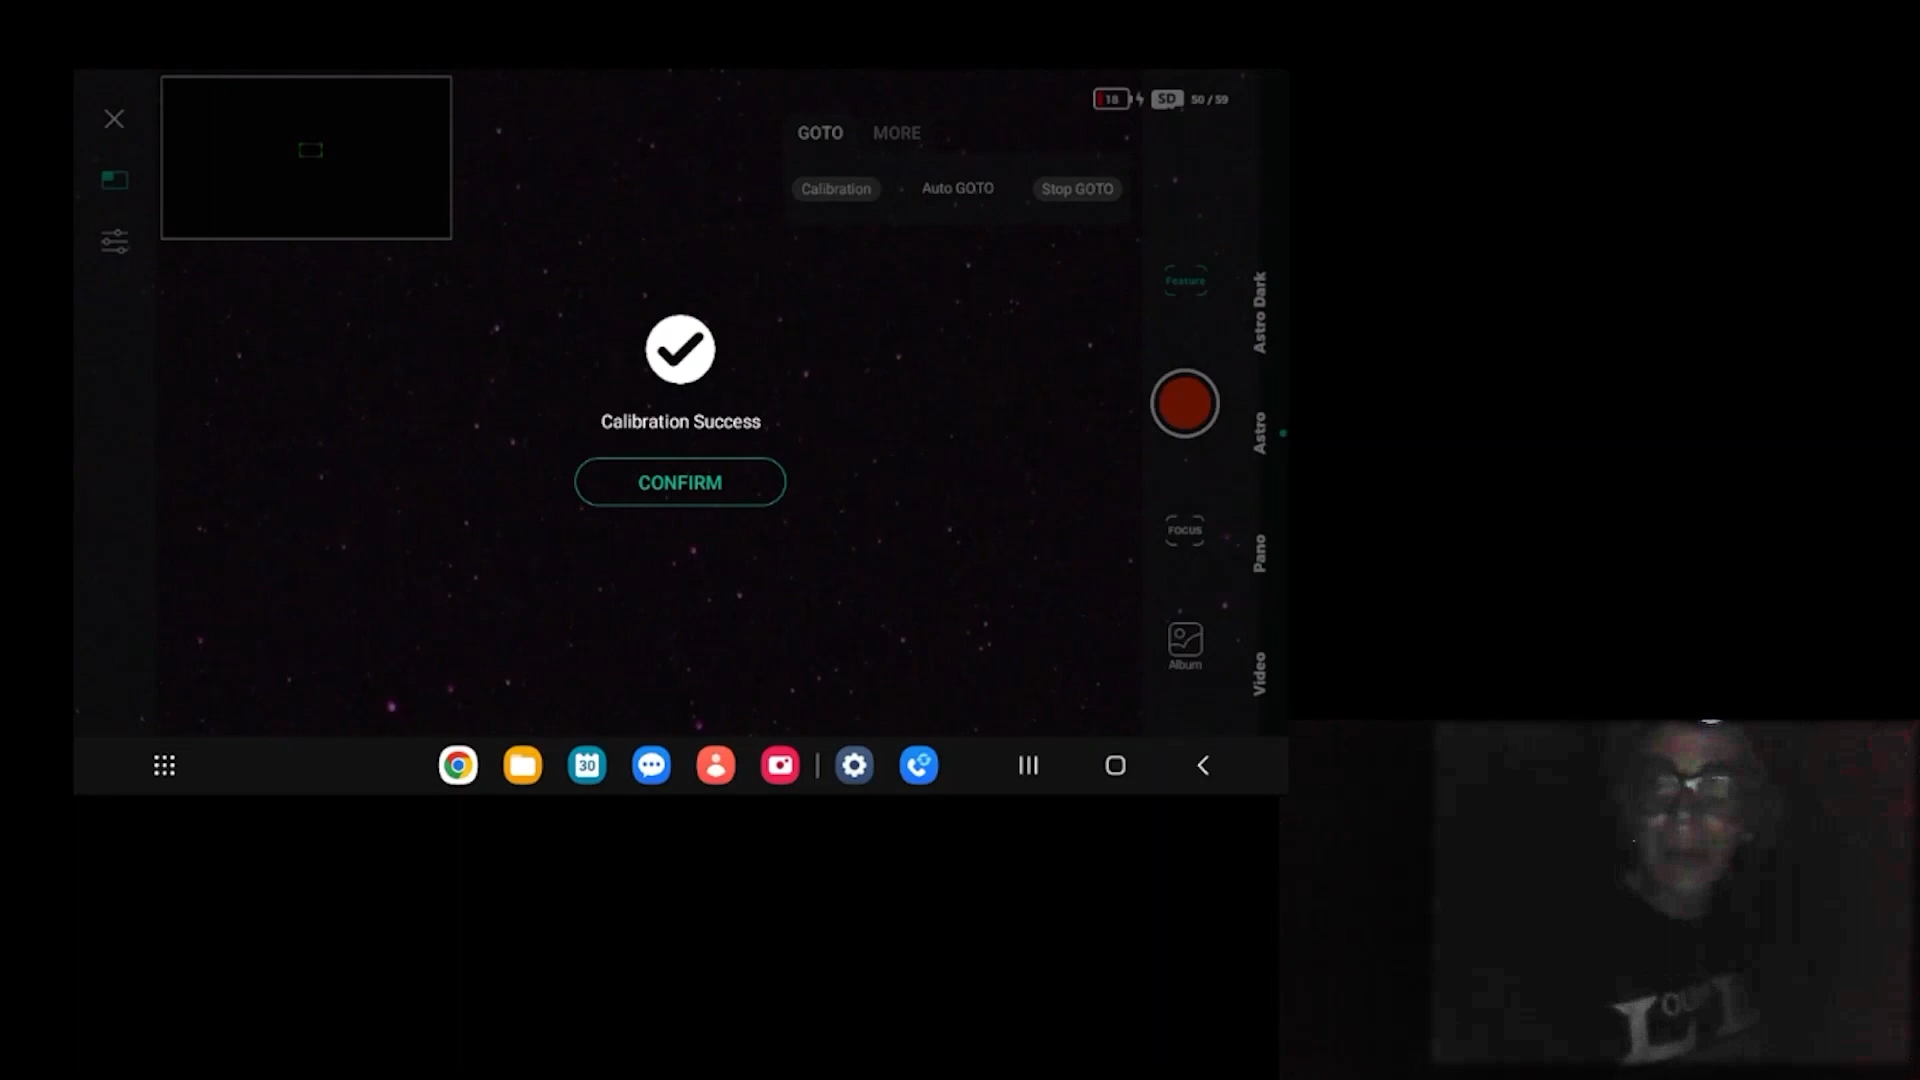 18 SD 50 / 59
GOTO MORE
Calibration Auto GOTO Stop GOTO
Feature
Astro Dark
Calibration Success
Astro
CONFIRM
FOCUS
Pano
Album
Video
30